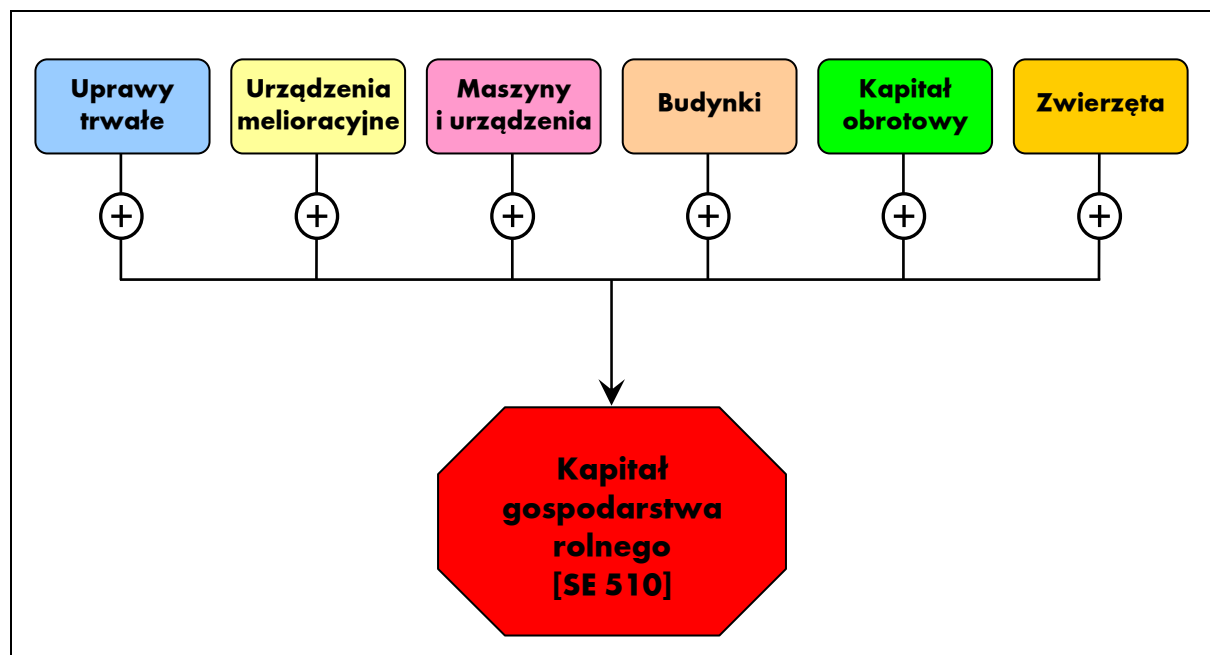 Uprawy
trwałe
Urządzenia
melioracyjne
Maszyny
i urządzenia
Budynki
Kapitał
obrotowy
Zwierzęta
+
+
+
+
+
+
Kapitał
gospodarstwa
rolnego
[SE 510]